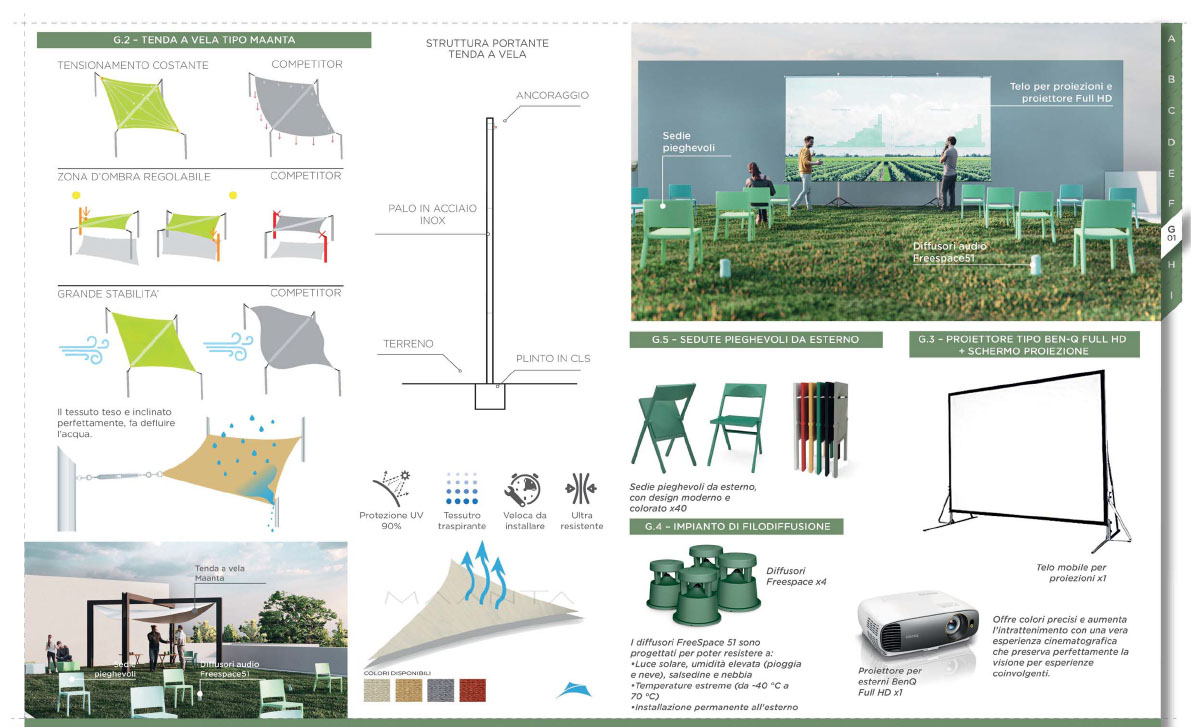 G.2 – TENDA A VELA TIPO MAANTA
TENSIONAMENTO COSTANTE
COMPETITOR
ZONA D'OMBRA REGOLABILE
COMPETITOR
GRANDE STABILITA'
COMPETITOR
Il tessuto teso e inclinato
perfettamente, fa defluire
l'acqua.
Tenda a vela
Maanta
Sedie
pieghevoli
Diffusori audio
Freespace51
STRUTTURA PORTANTE
TENDA A VELA
ANCORAGGIO
PALO IN ACCIAIO
INOX
TERRENO
PLINTO IN CLS
Protezione UV
90%
Tessutro
traspirante
Veloca da
installare
Ultra
resistente
MAANTA
COLORI DISPONIBILI
Telo per proiezioni e
proiettore Full HD
Sedie
pieghevoli
Diffusori audio
Freespace51
G.5 – SEDUTE PIEGHEVOLI DA ESTERNO
Sedie pieghevoli da esterno,
con design moderno e
colorato x40
G.4 – IMPIANTO DI FILODIFFUSIONE
Diffusori
Freespace x4
I diffusori FreeSpace 51 sono
progettati per poter resistere a:
•Luce solare, umidità elevata (pioggia
e neve), salsedine e nebbia
•Temperature estreme (da -40 °C a
70 °C)
•Installazione permanente all'esterno
G.3 – PROIETTORE TIPO BEN-Q FULL HD
+ SCHERMO PROIEZIONE
Telo mobile per
proiezioni x1
BenQ
Proiettore per
esterni BenQ
Full HD x1
Offre colori precisi e aumenta
l'intrattenimento con una vera
esperienza cinematografica
che preserva perfettamente la
visione per esperienze
coinvolgenti.
A
B
C
D
E
F
G
01
H
I